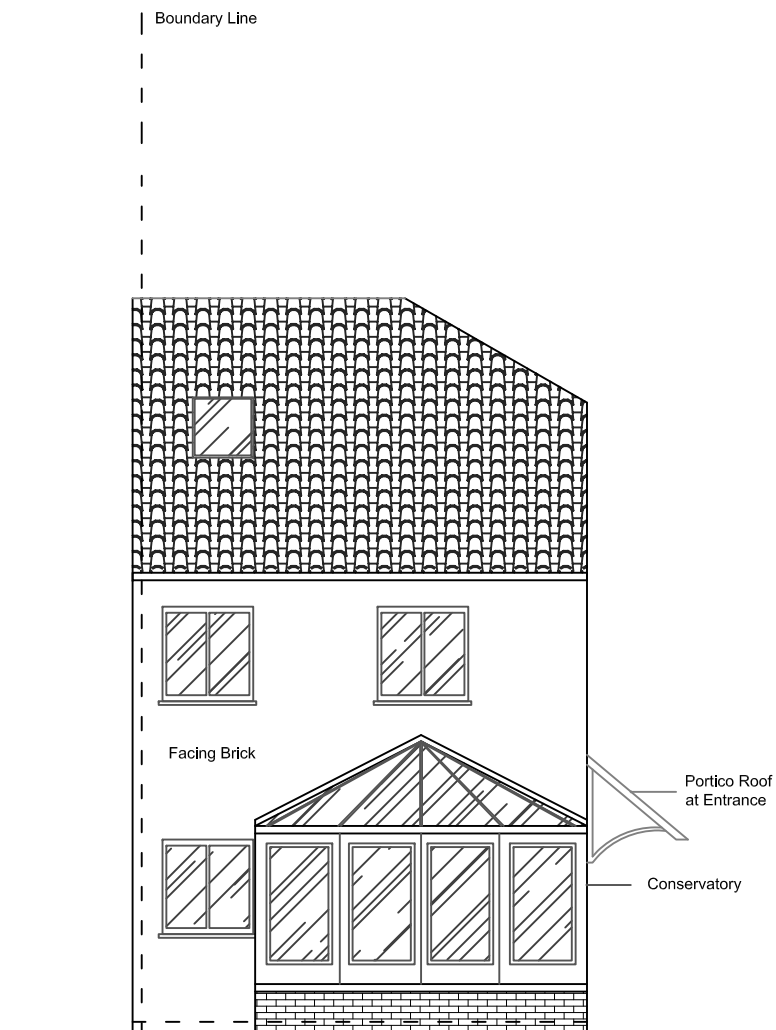 Boundary Line
Facing Brick
Portico Roof
at Entrance
Conservatory